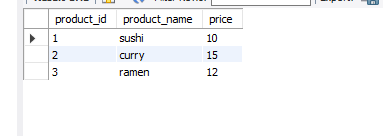 product_id product_name price
1 sushi 10
2 curry 15
3 ramen 12